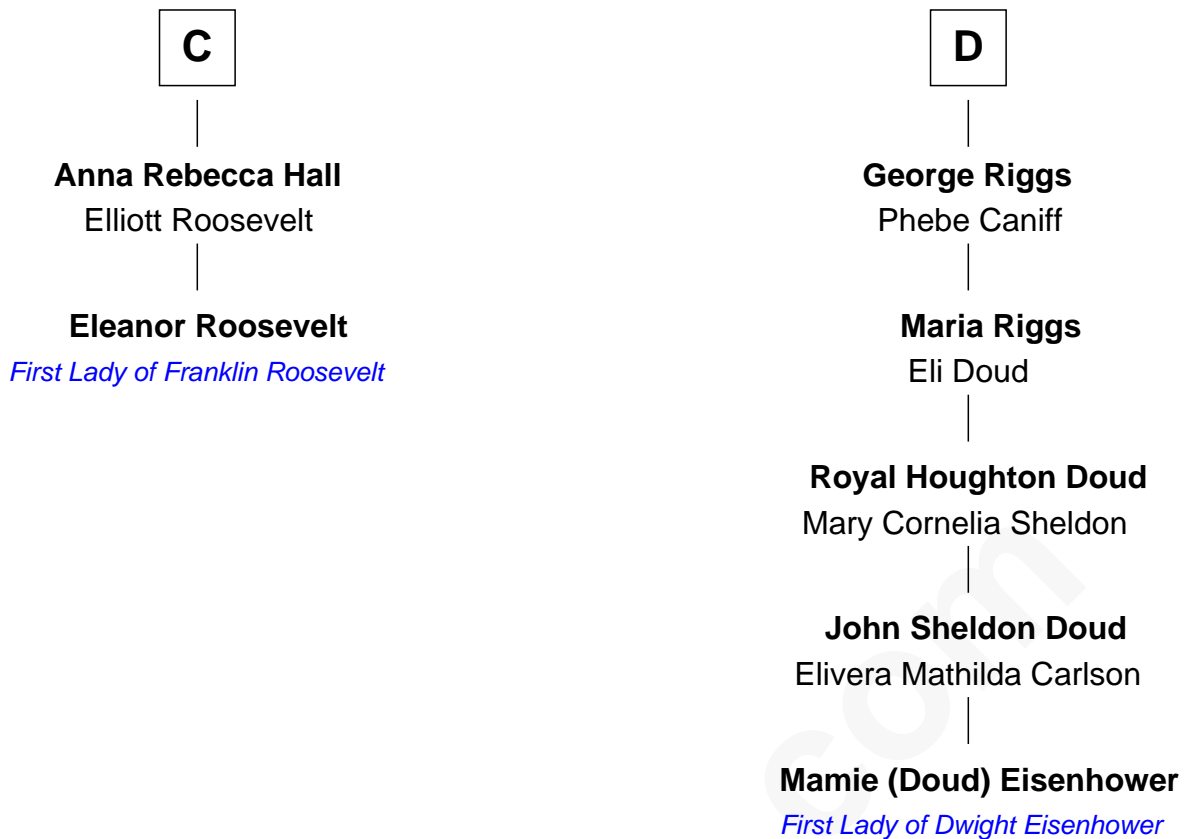 C
Anna Rebecca Hall
Elliott Roosevelt
Eleanor Roosevelt
First Lady of Franklin Roosevelt
D
George Riggs
Phebe Caniff
Maria Riggs
Eli Doud
Royal Houghton Doud
Mary Cornelia Sheldon
John Sheldon Doud
Elivera Mathilda Carlson
Mamie (Doud) Eisenhower
First Lady of Dwight Eisenhower
com